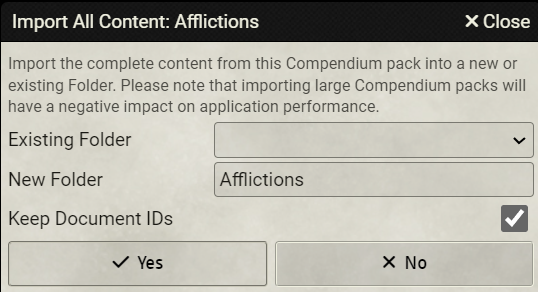 Import All Content: Afflictions
✕ Close
Import the complete content from this Compendium pack into a new or
existing Folder. Please note that importing large Compendium packs will
have a negative impact on application performance.
Existing Folder
New Folder
Afflictions
Keep Document IDs
Yes
No